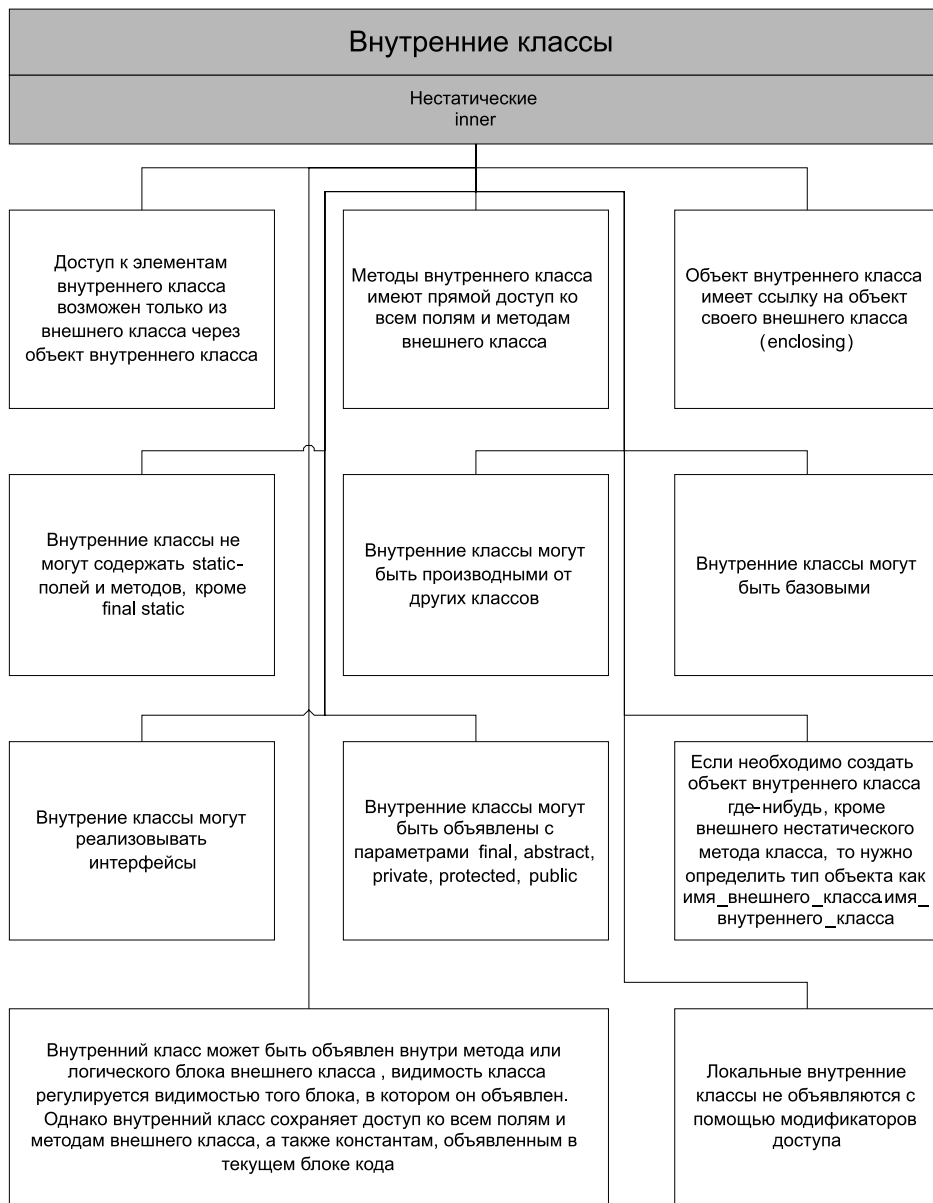 Внутренние классы
Нестатические
inner
Доступ к элементам
внутреннего класса
возможен только из
внешнего класса через
объект внутреннего класса
Методы внутреннего класса
имеют прямой доступ ко
всем полям и методам
внешнего класса
Объект внутреннего класса
имеет ссылку на объект
своего внешнего класса
(enclosing)
Внутренние классы не
могут содержать static-
полей и методов, кроме
final static
Внутренние классы могут
быть производными от
других классов
Внутренние классы могут
быть базовыми
Внутрение классы могут
реализовывать
интерфейсы
Внутренние классы могут
быть объявлены с
параметрами final, abstract,
private, protected, public
Если необходимо создать
объект внутреннего класса
где-нибудь, кроме
внешнего нестатического
метода класса, то нужно
определить тип объекта как
имя_внешнего_класса.имя_
внутреннего_класса
Внутренний класс может быть объявлен внутри метода или
логического блока внешнего класса , видимость класса
регулируется видимостью того блока, в котором он объявлен.
Однако внутренний класс сохраняет доступ ко всем полям и
методам внешнего класса, а также константам, объявленным в
текущем блоке кода
Локальные внутренние
классы не объявляются с
помощью модификаторов
доступа